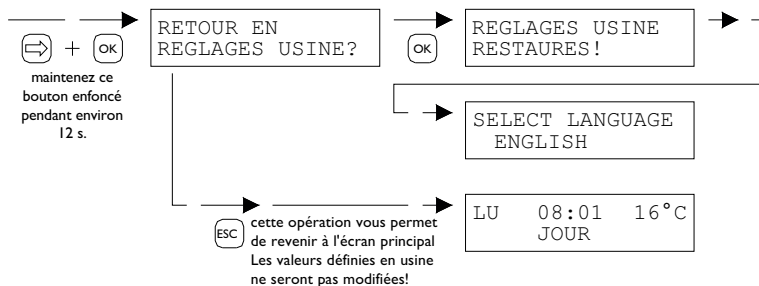 + OK
maintenez ce
bouton enfoncé
pendant environ
12 s.
RETOUR EN
REGLAGES USINE?
OK
REGLAGES USINE
RESTAURES!
SELECT LANGUAGE
ENGLISH
ESC
cette opération vous permet
de revenir à l'écran principal
Les valeurs définies en usine
ne seront pas modifiées!
LU 08:01 16°C
JOUR